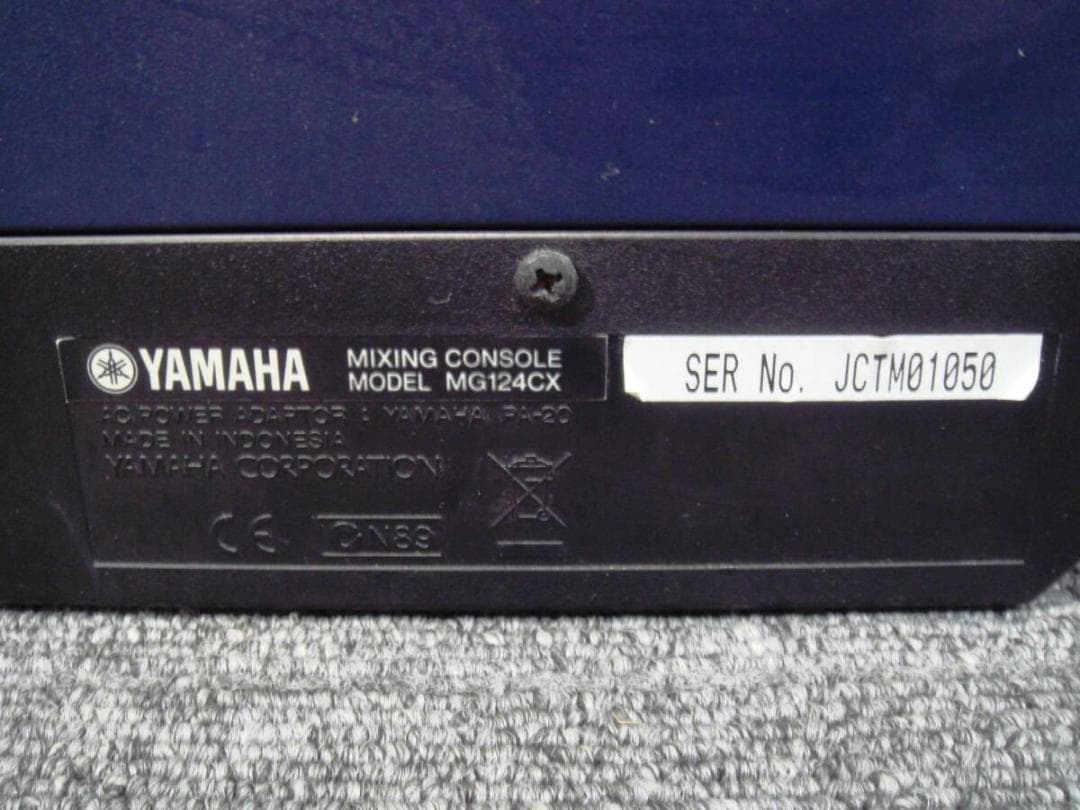 YAMAHA
MIXING CONSOLE
MODEL MG124CX
SER No. JCTM01050
AC POWER ADAPTOR : YAMAHA PA-20
MADE IN INDONESIA
YAMAHA CORPORATION
CE
N89